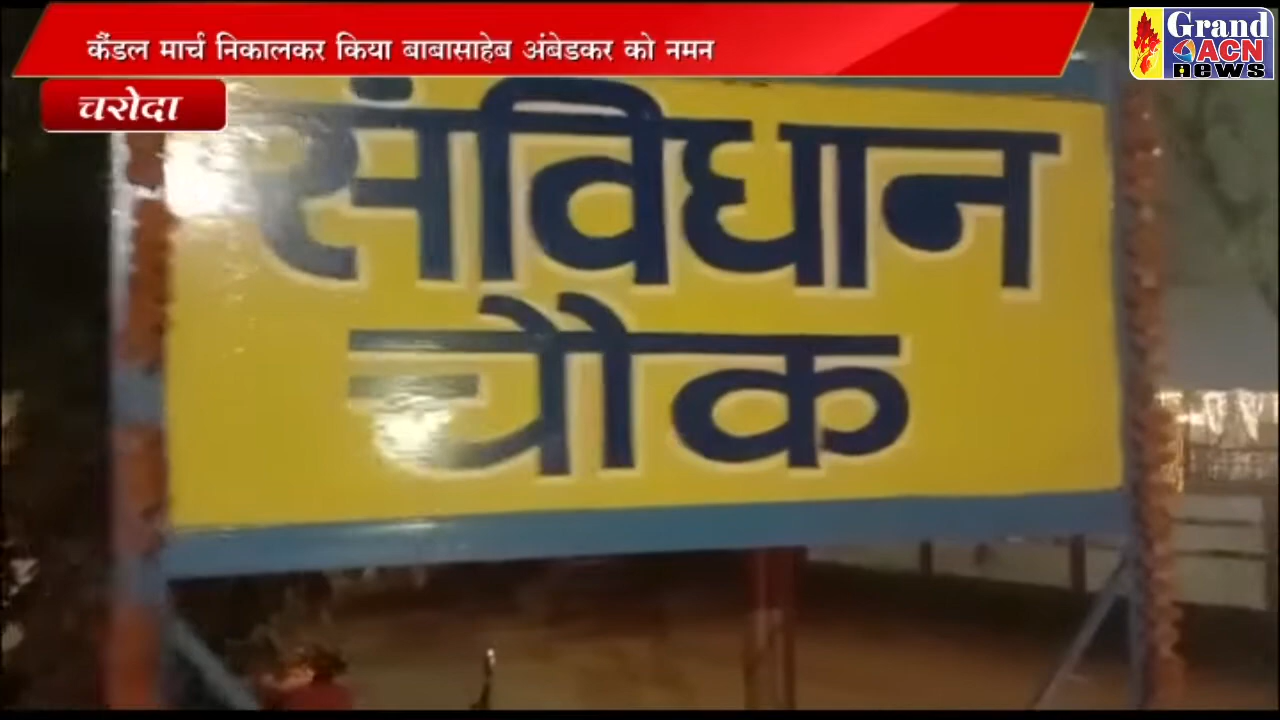 कैंडल मार्च निकालकर किया बाबासाहेब अंबेडकर को नमन
Grand
ACN
news
चरोदा
संविधान
चौक